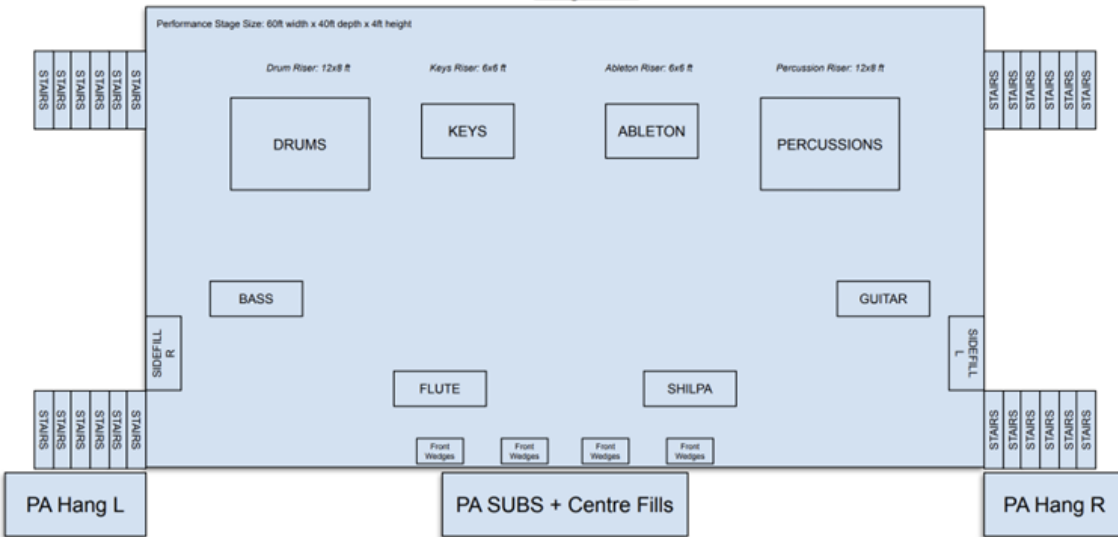 Performance Stage Size: 60ft width x 40ft depth x 4ft height
Drum Riser: 12x8 ft
Keys Riser: 6x6 ft
Ableton Riser: 6x6 ft
Percussion Riser: 12x8 ft
STAIRS
STAIRS
STAIRS
STAIRS
STAIRS
STAIRS
STAIRS
STAIRS
STAIRS
STAIRS
STAIRS
STAIRS
DRUMS
KEYS
ABLETON
PERCUSSIONS
BASS
GUITAR
SIDEFILL
R
SIDEFILL
L
FLUTE
SHILPA
STAIRS
STAIRS
STAIRS
STAIRS
STAIRS
STAIRS
Front
Wedges
Front
Wedges
Front
Wedges
Front
Wedges
STAIRS
STAIRS
STAIRS
STAIRS
STAIRS
STAIRS
PA Hang L
PA SUBS + Centre Fills
PA Hang R